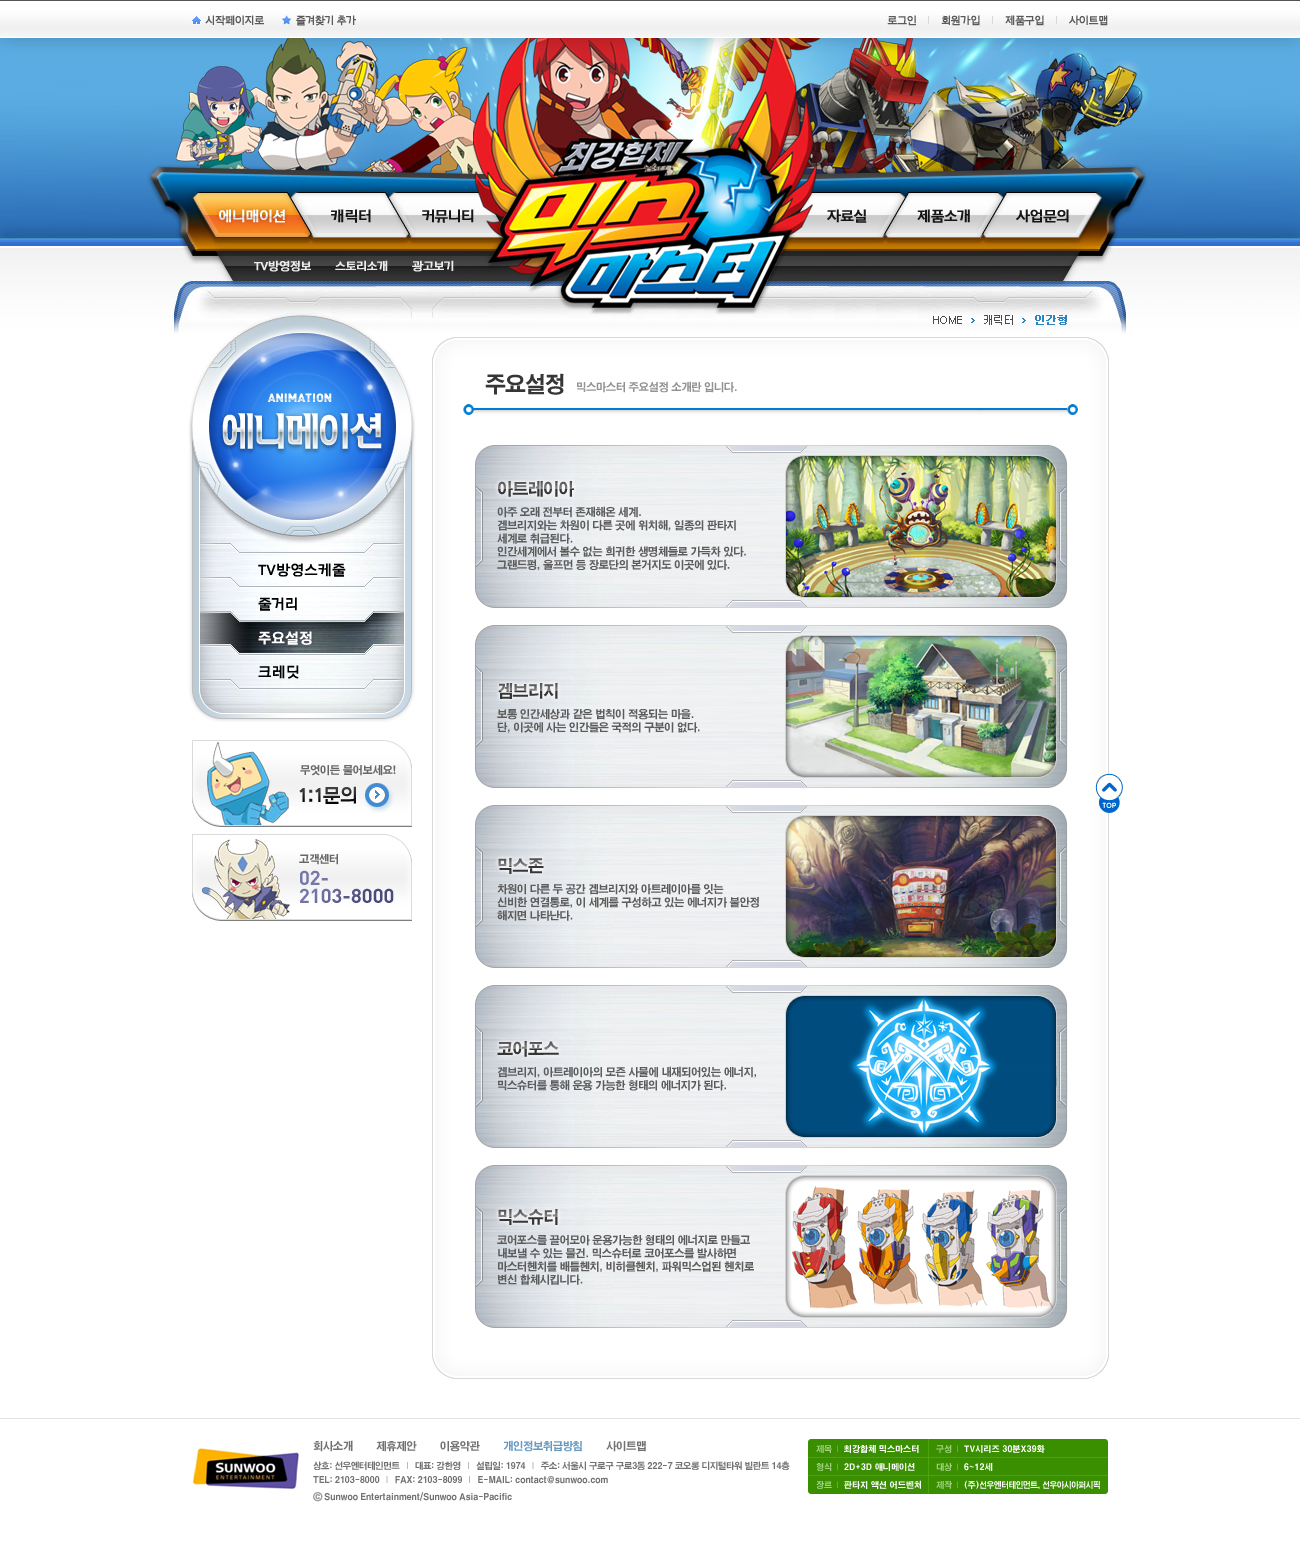 시작페이지로 즐겨찾기 추가
로그인 회원가입 제품구입 사이트맵
최강합체
믹스
마스터
에니매이션 캐릭터 커뮤니티 자료실 제품소개 사업문의
TV방영정보 스토리소개 광고보기
HOME 캐릭터 인간형
ANIMATION
에니메이션
TV방영스케줄
줄거리
주요설정
크레딧
무엇이든 물어보세요!
1:1문의
고객센터
02-
2103-8000
주요설정 믹스마스터 주요설정 소개란 입니다.
아트레이아
아주 오래 전부터 존재해온 세계.
겜브리지와는 차원이 다른 곳에 위치해, 일종의 판타지
세계로 취급된다.
인간세계에서 볼수 없는 희귀한 생명체들로 가득차 있다.
그랜드펑, 울프먼 등 장로단의 본거지도 이곳에 있다.
겜브리지
보통 인간세상과 같은 법칙이 적용되는 마을.
단, 이곳에 사는 인간들은 국적의 구분이 없다.
믹스존
차원이 다른 두 공간 겜브리지와 아트레이아를 잇는
신비한 연결통로, 이 세계를 구성하고 있는 에너지가 불안정
해지면 나타난다.
코어포스
겜브리지, 아트레이아의 모든 사물에 내재되어있는 에너지,
믹스슈터를 통해 운용 가능한 형태의 에너지가 된다.
믹스슈터
코어포스를 끌어모아 운용가능한 형태의 에너지로 만들고
내보낼 수 있는 물건. 믹스슈터로 코어포스를 발사하면
마스터헨치를 배틀헨치, 비히클헨치, 파워믹스업된 헨치로
변신 합체시킵니다.
TOP
SUNWOO
ENTERTAINMENT
회사소개 제휴제안 이용약관 개인정보취급방침 사이트맵
상호: 선우엔터테인먼트 대표: 강한영 설립일: 1974 주소: 서울시 구로구 구로3동 222-7 코오롱 디지털타워 빌란트 14층
TEL: 2103-8000 FAX: 2103-8099 E-MAIL: contact@sunwoo.com
© Sunwoo Entertainment/Sunwoo Asia-Pacific
제목 최강합체 믹스마스터 구성 TV시리즈 30분X39화
형식 2D+3D 애니메이션 대상 6~12세
장르 판타지 액션 어드벤쳐 제작 (주)선우엔터테인먼트, 선우아시아퍼시픽